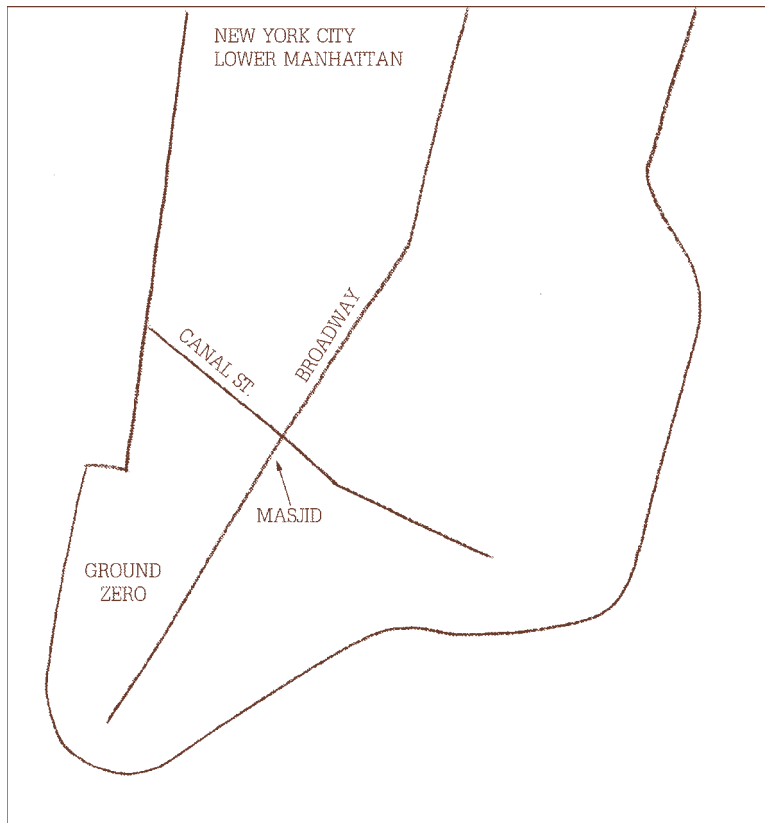 NEW YORK CITY
LOWER MANHATTAN
CANAL ST.
BROADWAY
MASJID
GROUND
ZERO